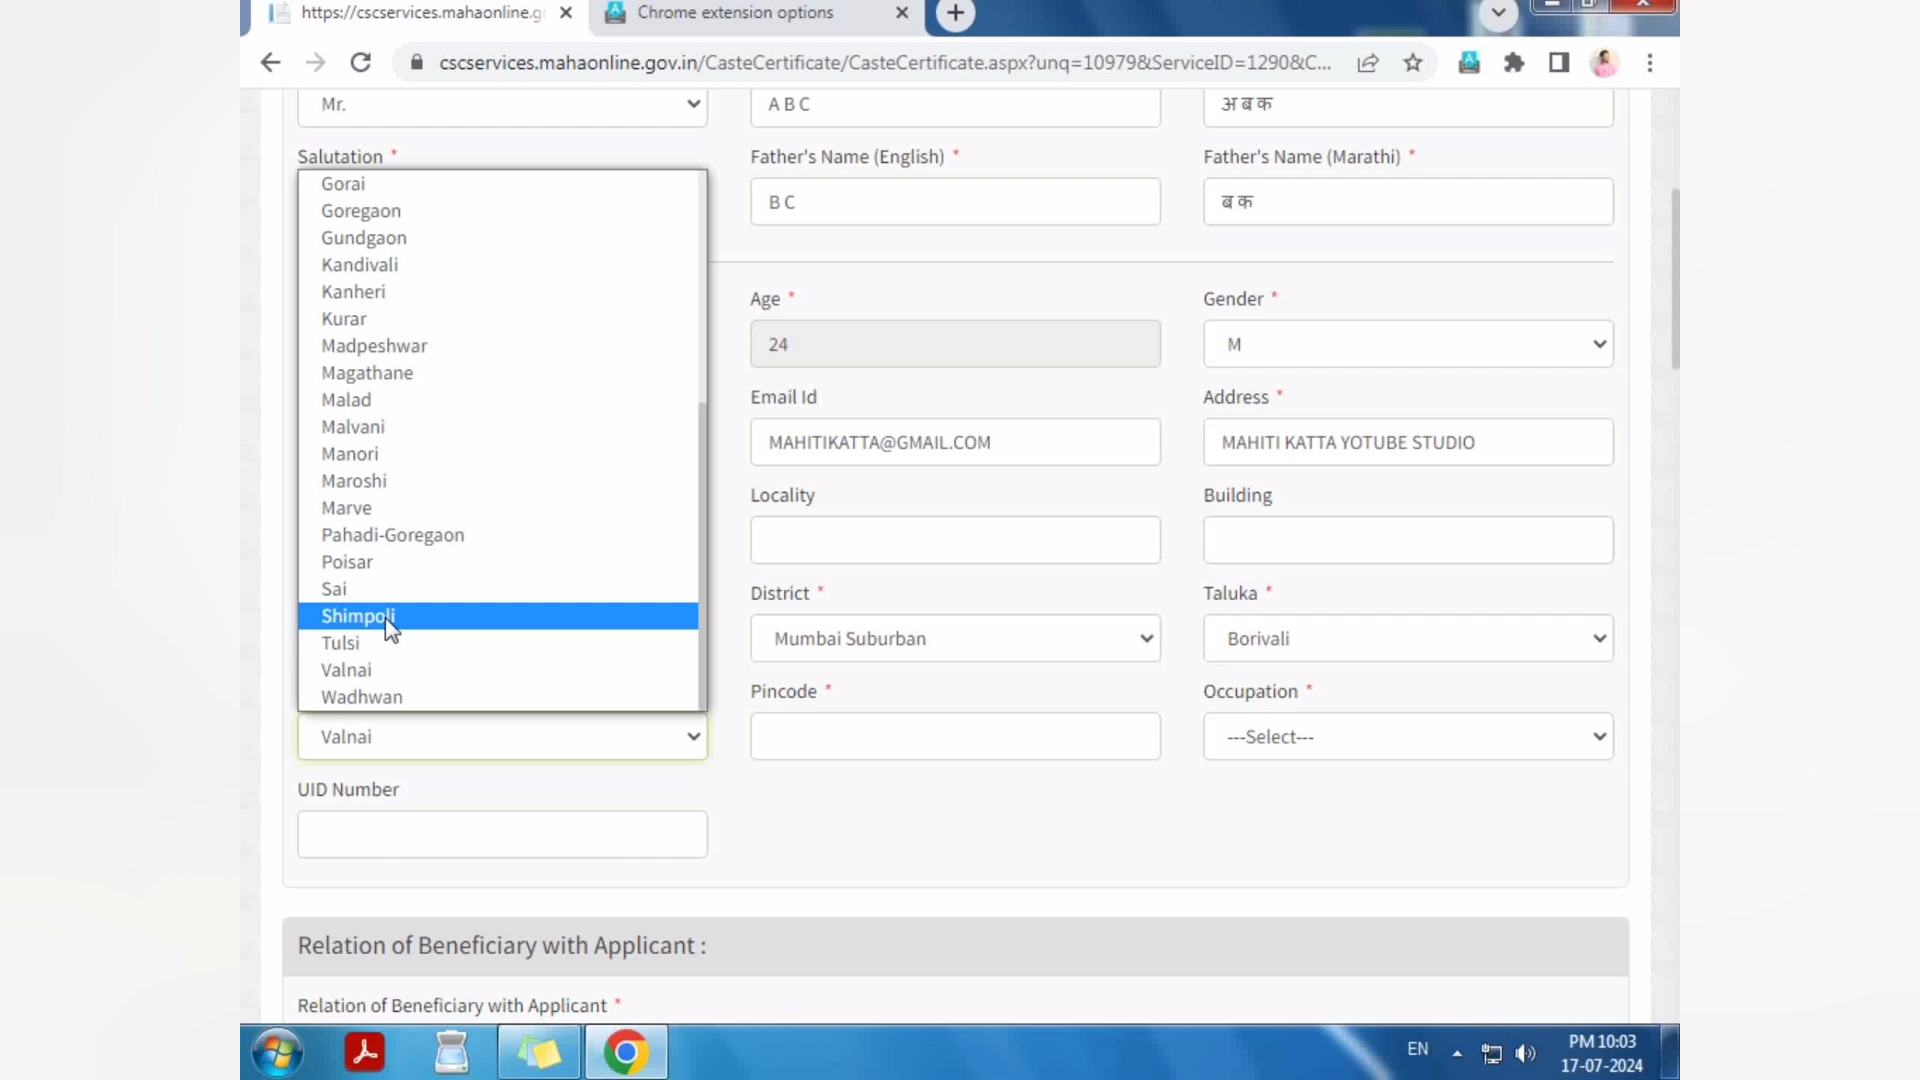 https://cscservices.mahaonline.g
Chrome extension options
cscservices.mahaonline.gov.in/CasteCertificate/CasteCertificate.aspx?unq=10979&ServiceID=1290&C...
Mr.
A B C
अ ब क
Salutation *
Father's Name (English) *
Father's Name (Marathi) *
B C
ब क
Gorai
Goregaon
Gundgaon
Kandivali
Kanheri
Kurar
Madpeshwar
Magathane
Malad
Malvani
Manori
Maroshi
Marve
Pahadi-Goregaon
Poisar
Sai
Shimpoli
Tulsi
Valnai
Wadhwan
Age *
Gender *
24
M
Email Id
Address *
MAHITIKATTA@GMAIL.COM
MAHITI KATTA YOTUBE STUDIO
Locality
Building
District *
Taluka *
Mumbai Suburban
Borivali
Pincode *
Occupation *
Valnai
---Select---
UID Number
Relation of Beneficiary with Applicant :
Relation of Beneficiary with Applicant *
EN
PM 10:03
17-07-2024